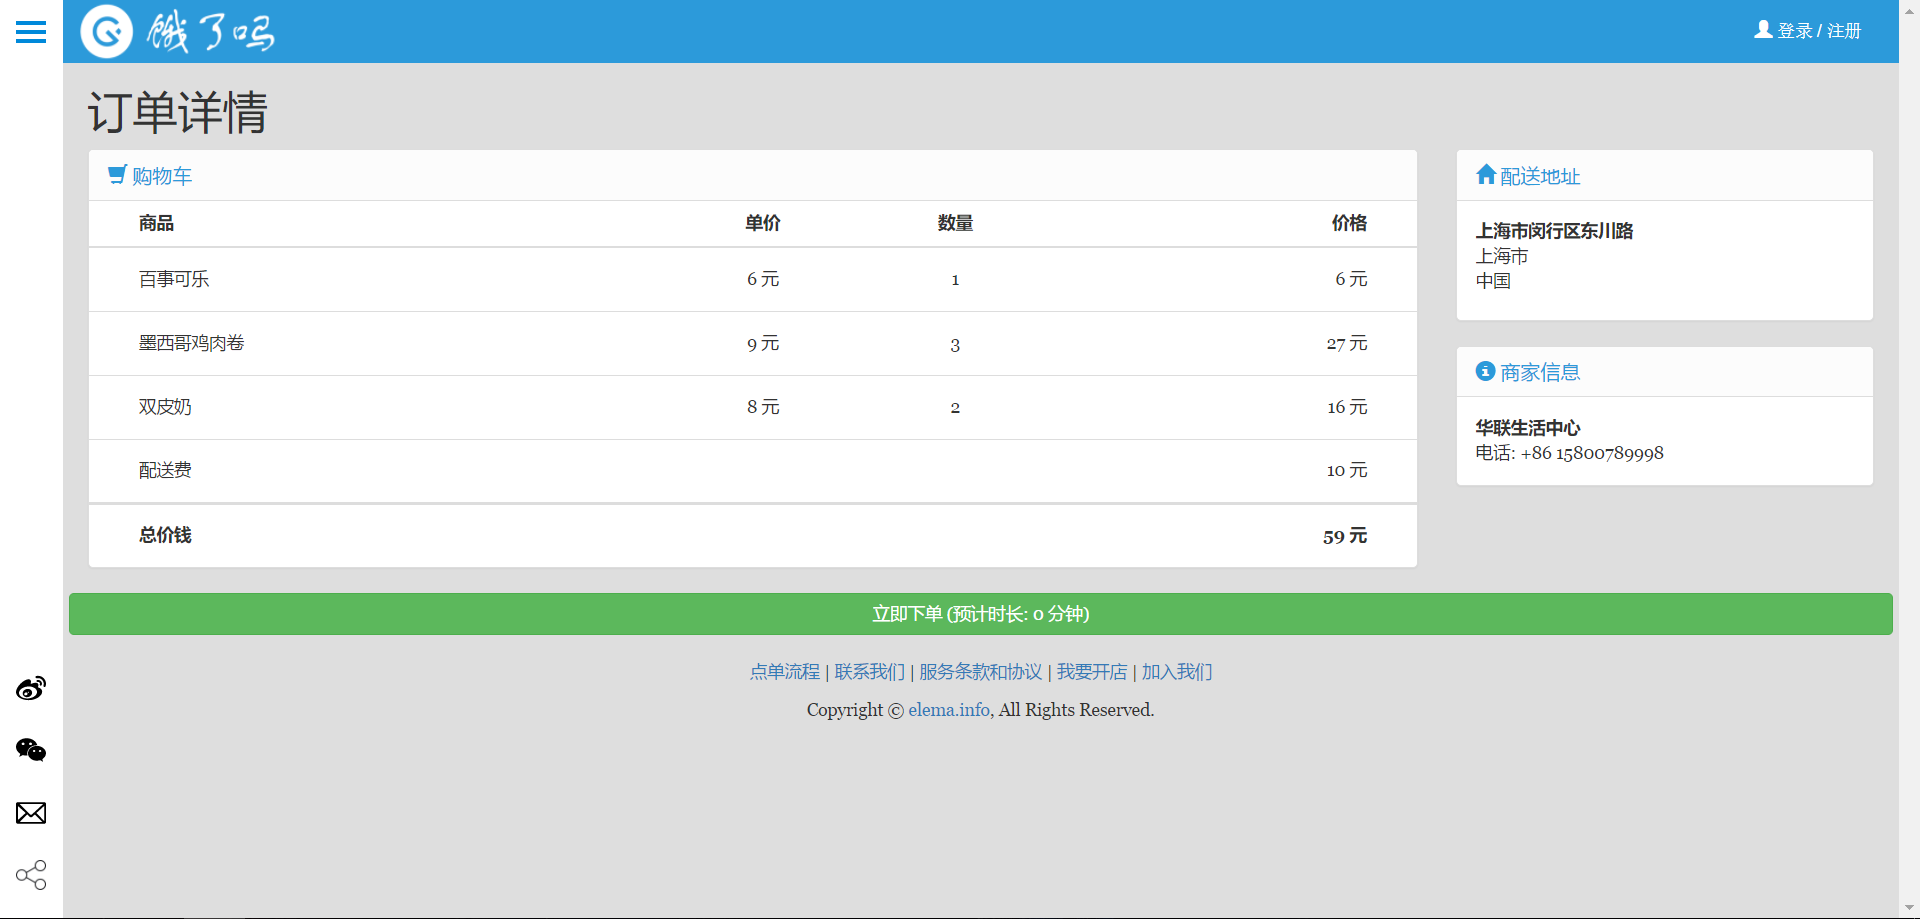 饿了吗
登录 / 注册
订单详情
购物车
商品 单价 数量 价格
百事可乐 6 元 1 6 元
墨西哥鸡肉卷 9 元 3 27 元
双皮奶 8 元 2 16 元
配送费 10 元
总价钱 59 元
配送地址
上海市闵行区东川路
上海市
中国
商家信息
华联生活中心
电话: +86 15800789998
立即下单 (预计时长: 0 分钟)
点单流程 | 联系我们 | 服务条款和协议 | 我要开店 | 加入我们
Copyright © elema.info, All Rights Reserved.